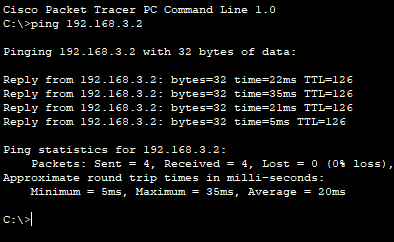 Cisco Packet Tracer PC Command Line 1.0
C:\>ping 192.168.3.2
Pinging 192.168.3.2 with 32 bytes of data:
Reply from 192.168.3.2: bytes=32 time=22ms TTL=126
Reply from 192.168.3.2: bytes=32 time=35ms TTL=126
Reply from 192.168.3.2: bytes=32 time=21ms TTL=126
Reply from 192.168.3.2: bytes=32 time=5ms TTL=126
Ping statistics for 192.168.3.2:
    Packets: Sent = 4, Received = 4, Lost = 0 (0% loss),
Approximate round trip times in milli-seconds:
    Minimum = 5ms, Maximum = 35ms, Average = 20ms
C:\>